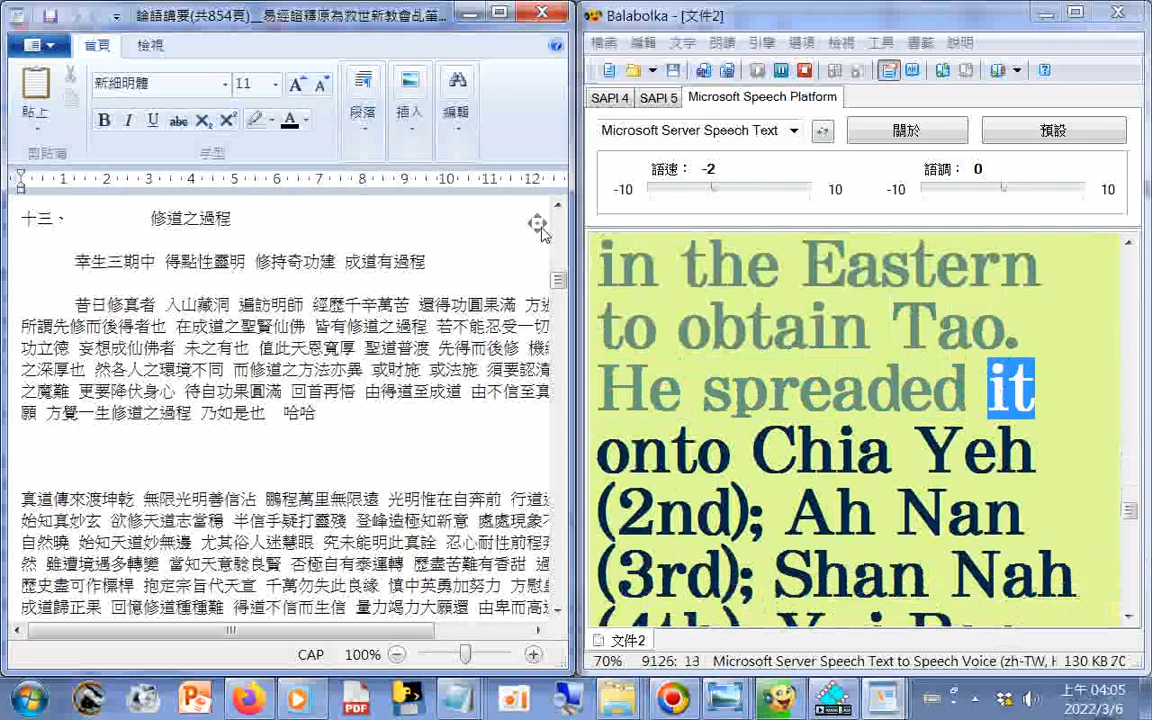 論語講要(共854頁)__易經證釋原為救世新教會乩筆...
首頁
檢視
貼上
新細明體
11
段落
插入
編輯
剪貼簿
字型
1 2 3 4 5 6 7 8 9 10 11 12
十三、 修道之過程
幸生三期中 得點性靈明 修持奇功建 成道有過程
昔日修真者 入山藏洞 遍訪明師 經歷千辛萬苦 還得功圓果滿 方
所謂先修而後得者也 在成道之聖賢仙佛 皆有修道之過程 若不能忍受一切
功立德 妄想成仙佛者 未之有也 值此天恩寬厚 聖道普渡 先得而後修 機
之深厚也 然各人之環境不同 而修道之方法亦異 或財施 或法施 須要認清
之魔難 更要降伏身心 待自功果圓滿 回首再悟 由得道至成道 由不信至真
願 方覺一生修道之過程 乃如是也 哈哈
真道傳來渡坤乾 無限光明善信沾 鵬程萬里無限遠 光明惟在自奔前 行道
始知真妙玄 欲修天道志當穩 半信乎疑打靈殘 登峰造極知新意 處處現象
自然曉 始知天道妙無邊 尤其俗人迷慧眼 究未能明此真詮 忍心耐性前程
然 雖遭境遇多轉變 當知天意驗良賢 否極自有泰運轉 歷盡苦難有香甜 過
歷史盡可作標桿 抱定宗旨代天宣 千萬勿失此良緣 慎中英勇加努力 方慰
成道歸正果 回憶修道種種難 得道不信而生信 量力竭力大願還 由卑而高
CAP 100%
Balabolka - [文件2]
檔案 編輯 文字 朗讀 引擎 選項 檢視 工具 書籤 說明
SAPI 4 SAPI 5 Microsoft Speech Platform
Microsoft Server Speech Text
關於
預設
語速： -2
語調： 0
-10 10 -10 10
in the Eastern
to obtain Tao.
He spreaded it
onto Chia Yeh
(2nd); Ah Nan
(3rd); Shan Nah
文件2
70% 9126: 13 Microsoft Server Speech Text to Speech Voice (zh-TW, H 130 KB
上午 04:05
2022/3/6